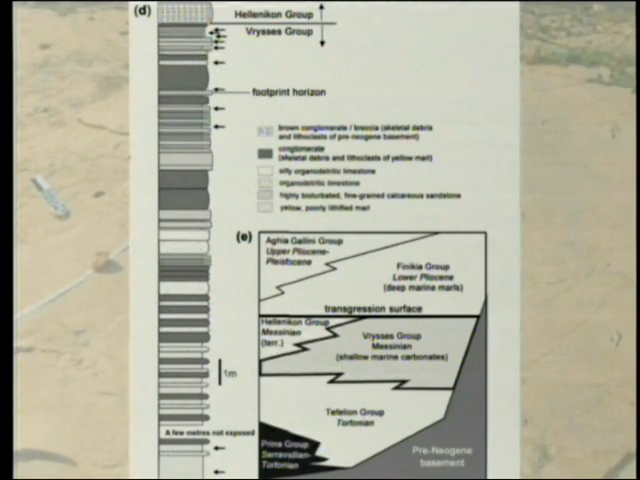 (d)
Hellenikon Group
Vrysses Group
footprint horizon
brown conglomerate / breccia (skeletal debris
and lithoclasts of pre-neogene basement)
conglomerate
(skeletal debris and lithoclasts of yellow marl)
silty organodetritic limestone
organodetritic limestone
highly bioturbated, fine-grained calcareous sandstone
yellow, poorly lithified marl
(e)
Aghia Galini Group
Upper Pliocene-
Pleistocene
Finikia Group
Lower Pliocene
(deep marine marls)
transgression surface
Hellenikon Group
Messinian
(terr.)
Vrysses Group
Messinian
(shallow marine carbonates)
1m
Tefelion Group
Tortonian
A few metres not exposed
Prina Group
Serravallian-
Tortonian
Pre-Neogene
basement